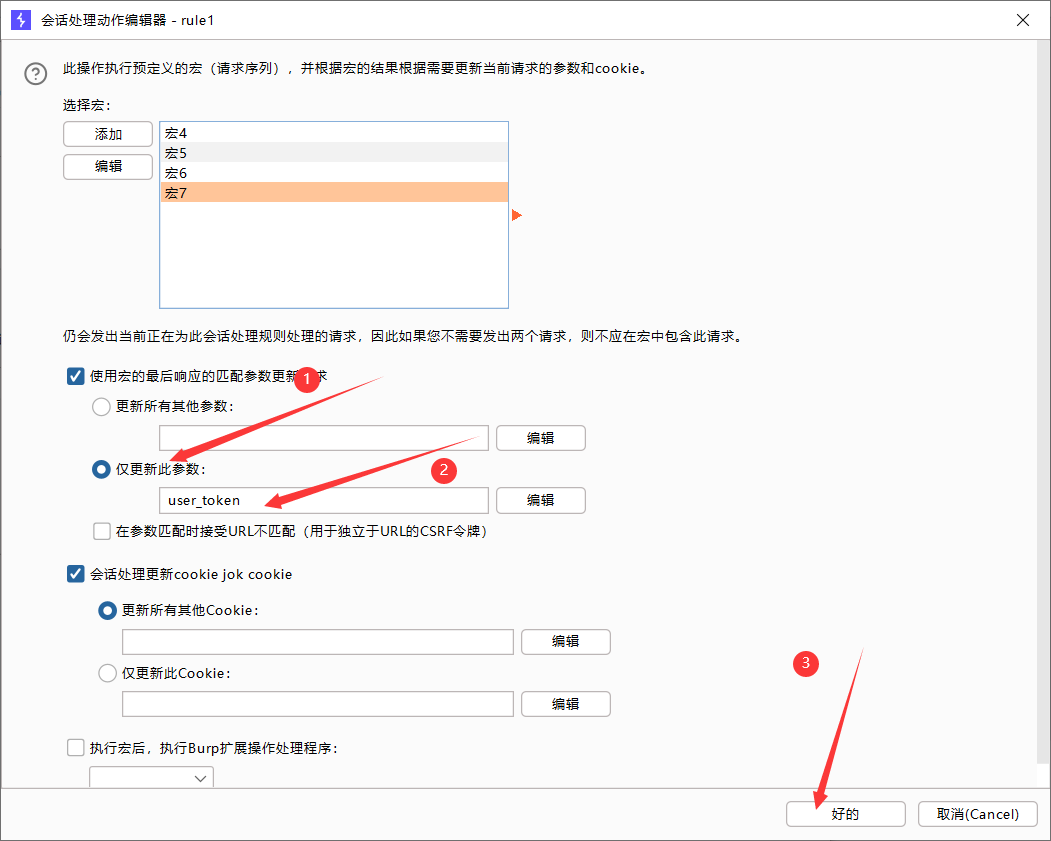 会话处理动作编辑器 - rule1
此操作执行预定义的宏（请求序列），并根据宏的结果根据需要更新当前请求的参数和cookie。
选择宏：
添加
编辑
宏4
宏5
宏6
宏7
仍会发出当前正在为此会话处理规则处理的请求，因此如果您不需要发出两个请求，则不应在宏中包含此请求。
使用宏的最后响应的匹配参数更新 求
1
更新所有其他参数：
编辑
仅更新此参数：
2
user_token
编辑
在参数匹配时接受URL不匹配（用于独立于URL的CSRF令牌）
会话处理更新cookie jok cookie
更新所有其他Cookie：
编辑
仅更新此Cookie：
3
编辑
执行宏后，执行Burp扩展操作处理程序：
好的
取消(Cancel)